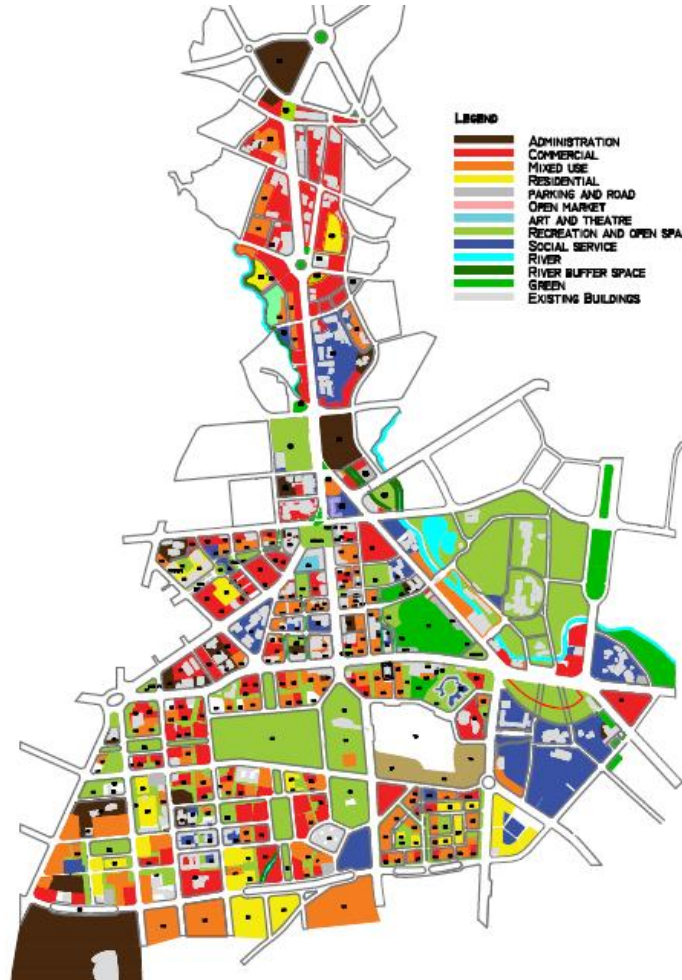 LEGEND
ADMINISTRATION
COMMERCIAL
MIXED USE
RESIDENTIAL
PARKING AND ROAD
OPEN MARKET
ART AND THEATRE
RECREATION AND OPEN SPA
SOCIAL SERVICE
RIVER
RIVER BUFFER SPACE
GREEN
EXISTING BUILDINGS